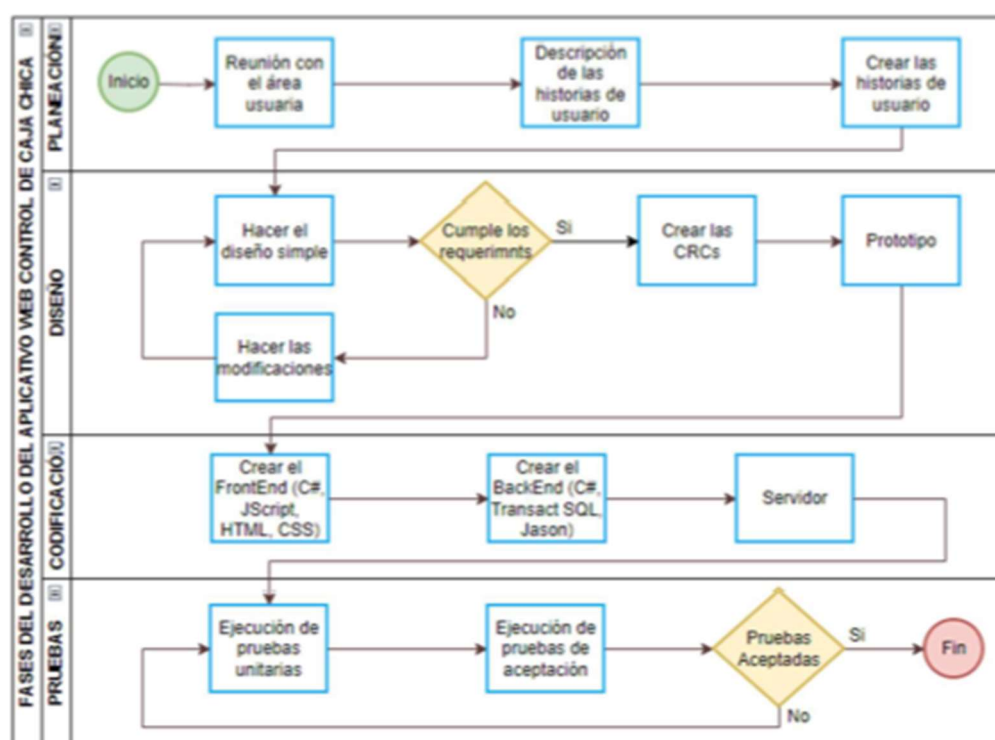 FASES DEL DESARROLLO DEL APLICATIVO WEB CONTROL DE CAJA CHICA
PLANEACIÓN
Inicio
Reunión con
el área
usuaria
Descripción
de las
historias de
usuario
Crear las
historias de
usuario
DISEÑO
Hacer el
diseño simple
Cumple los
requerimnts
Si
Crear las
CRCs
Prototipo
No
Hacer las
modificaciones
CODIFICACIÓ
Crear el
FrontEnd (C#,
JScript,
HTML, CSS)
Crear el
BackEnd (C#,
Transact SQL,
Jason)
Servidor
PRUEBAS
Ejecución de
pruebas
unitarias
Ejecución de
pruebas de
aceptación
Pruebas
Aceptadas
Si
Fin
No